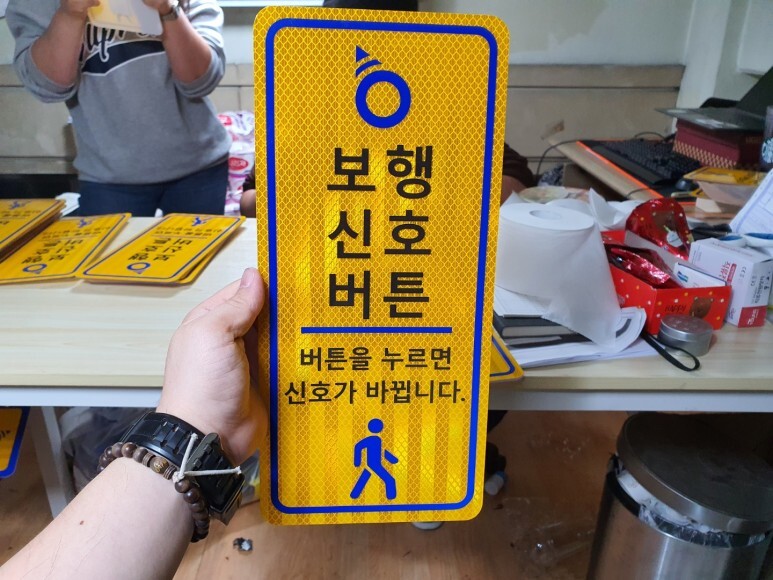 보행
신호
버튼
버튼을 누르면
신호가 바뀝니다.